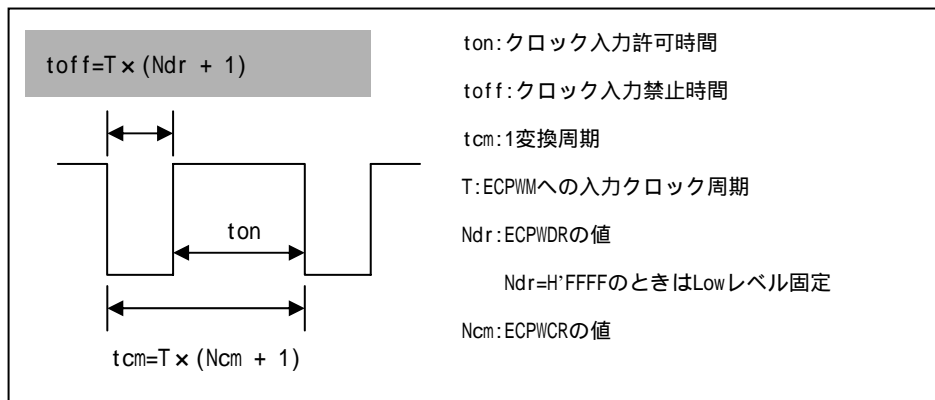 toff=T×(Ndr + 1)
ton
tcm=T×(Ncm + 1)
ton:クロック入力許可時間
toff:クロック入力禁止時間
tcm:1変換周期
T:ECPWMへの入力クロック周期
Ndr:ECPWDRの値
Ndr=H'FFFFのときはLowレベル固定
Ncm:ECPWCRの値